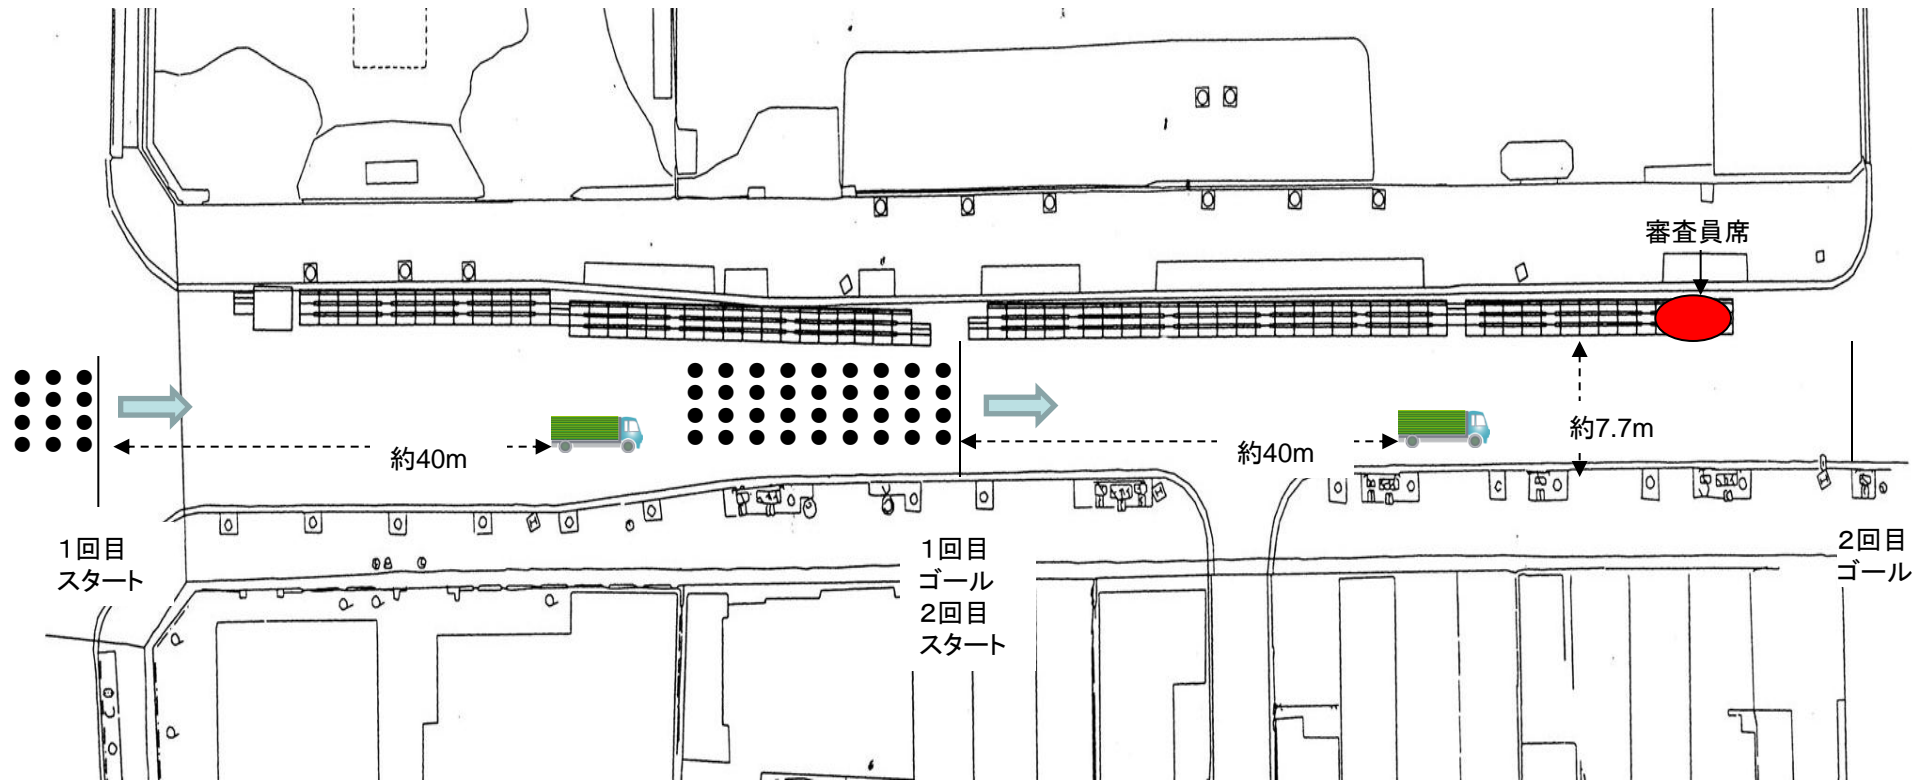 審査員席
約7.7m
約40m
約40m
1回目
スタート
1回目
ゴール
2回目
スタート
2回目
ゴール